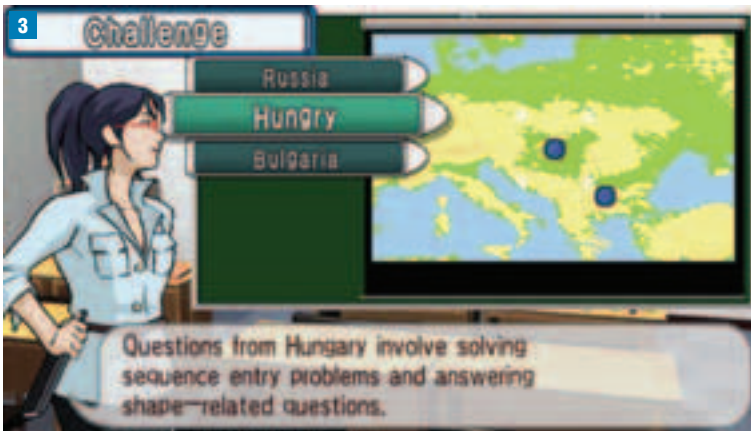 3
Challenge
Russia
Hungry
Bulgaria
Questions from Hungary involve solving
sequence entry problems and answering
shape-related questions.